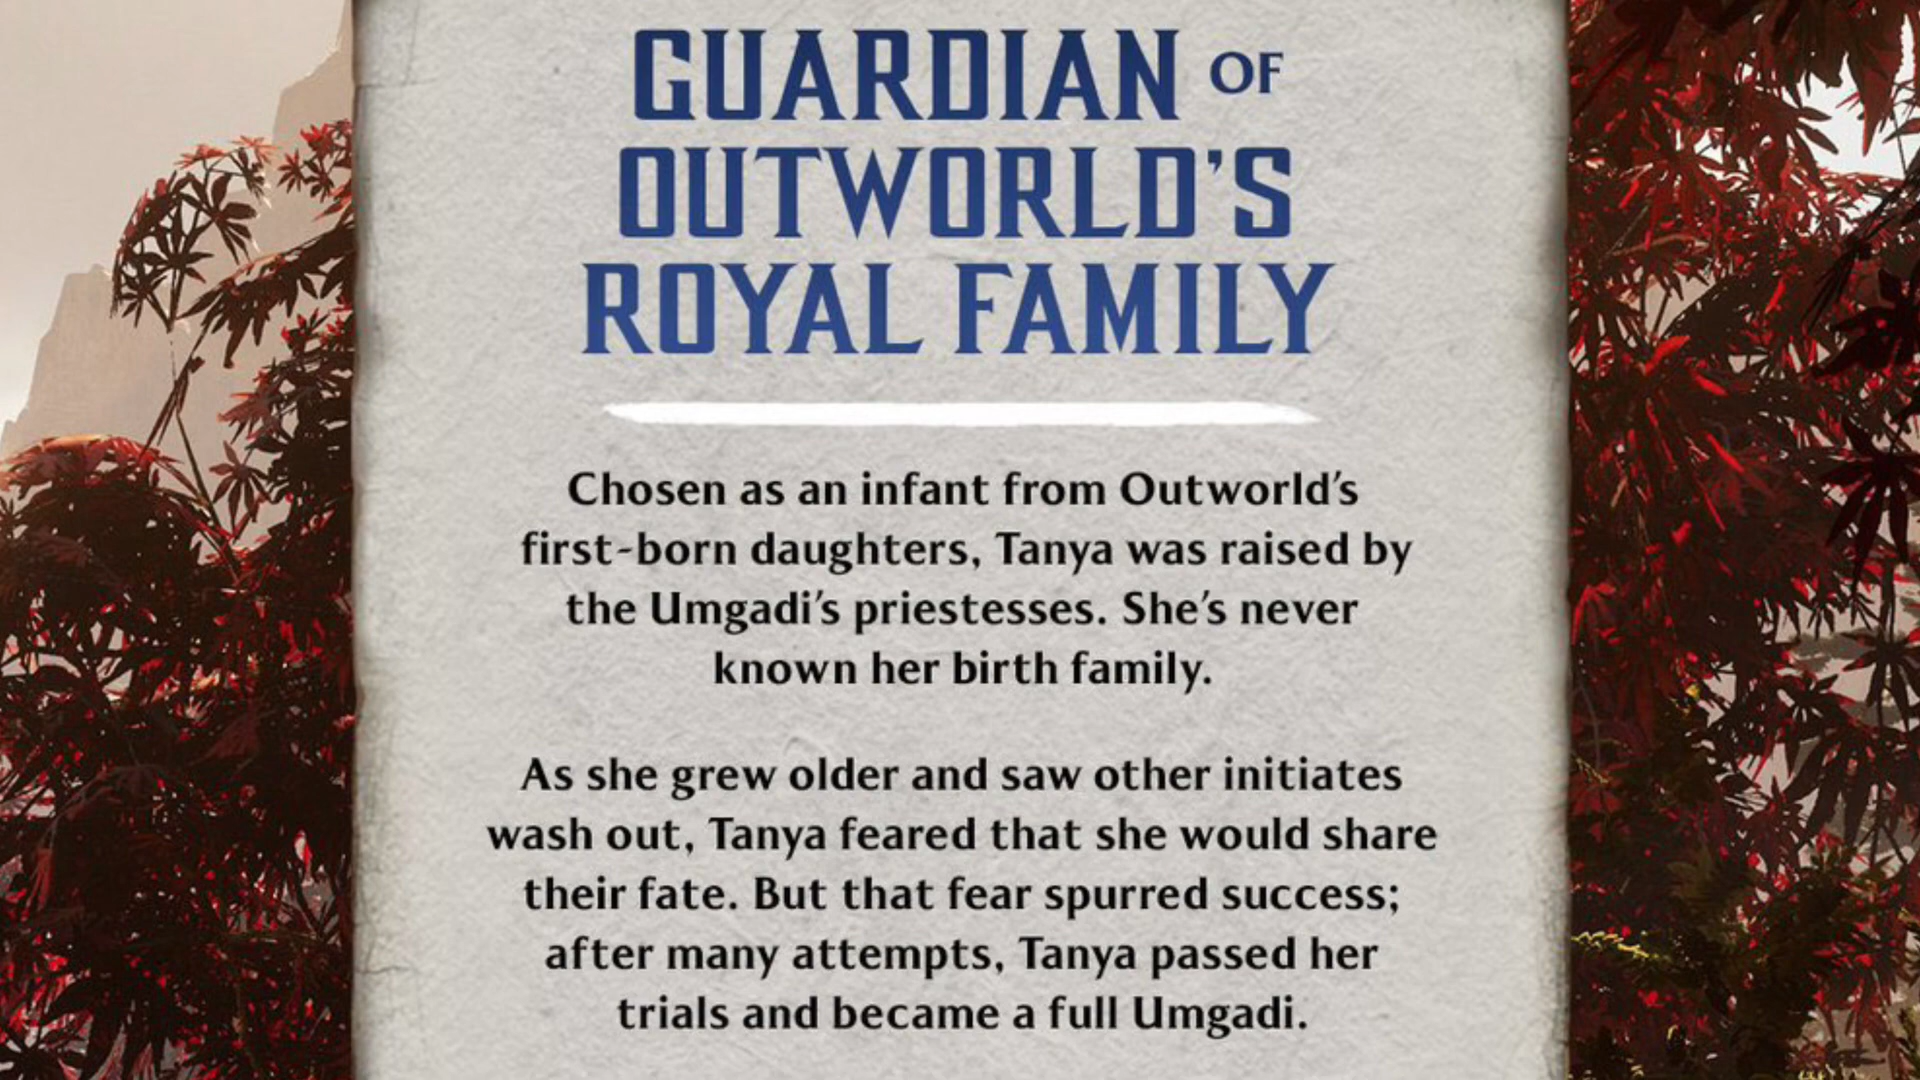 GUARDIAN OF
OUTWORLD'S
ROYAL FAMILY
Chosen as an infant from Outworld's
first-born daughters, Tanya was raised by
the Umgadi's priestesses. She's never
known her birth family.
As she grew older and saw other initiates
wash out, Tanya feared that she would share
their fate. But that fear spurred success;
after many attempts, Tanya passed her
trials and became a full Umgadi.